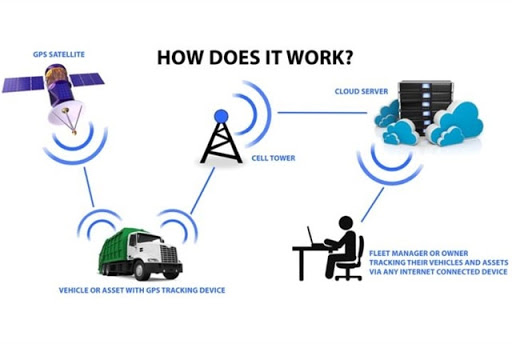 GPS SATELLITE
HOW DOES IT WORK?
CLOUD SERVER
CELL TOWER
VEHICLE OR ASSET WITH GPS TRACKING DEVICE
FLEET MANAGER OR OWNER
TRACKING THEIR VEHICLES AND ASSETS
VIA ANY INTERNET CONNECTED DEVICE